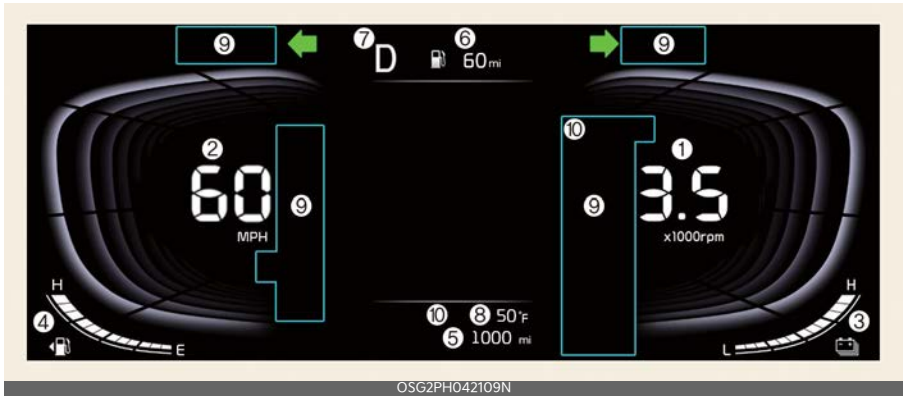 ⑨ ⑦ D ⑥ 60 mi ⑨
② 60 MPH
⑨
⑩
⑨
① 3.5 x1000rpm
H
④
E
⑩ ⑧ 50°F
⑤ 1000 mi
H
③
L
OSG2PH042109N